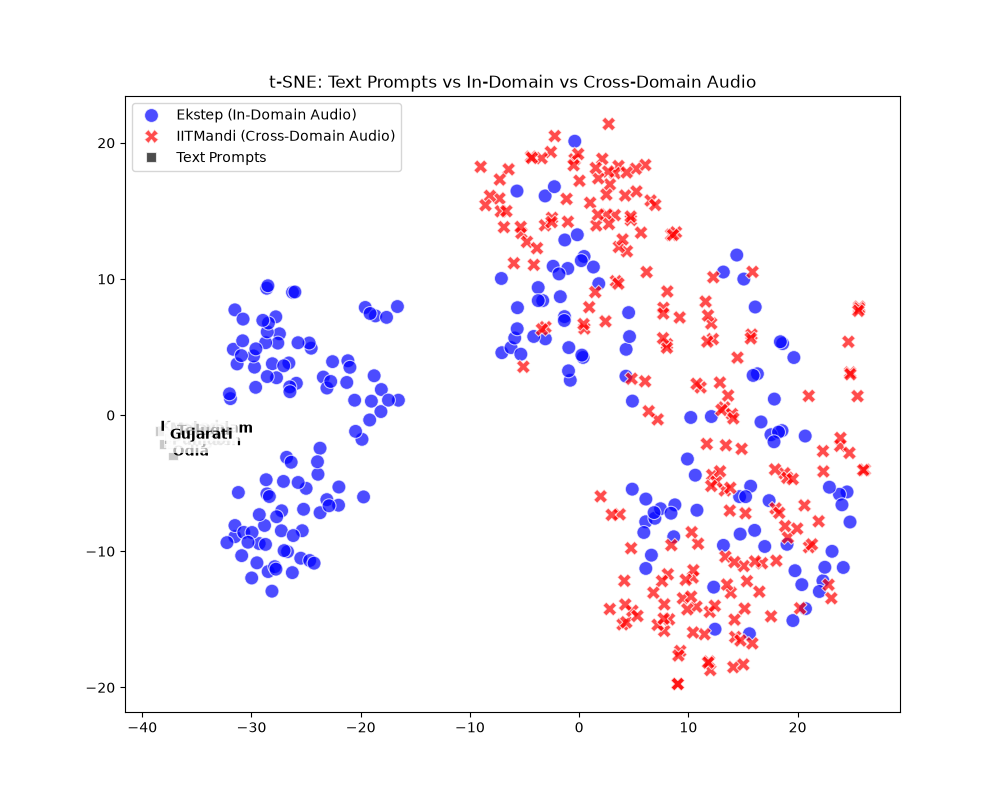 t-SNE: Text Prompts vs In-Domain vs Cross-Domain Audio
Ekstep (In-Domain Audio)
IITMandi (Cross-Domain Audio)
Text Prompts
20
10
0
−10
−20
Gujarati
Odia
−40
−30
−20
−10
0
10
20